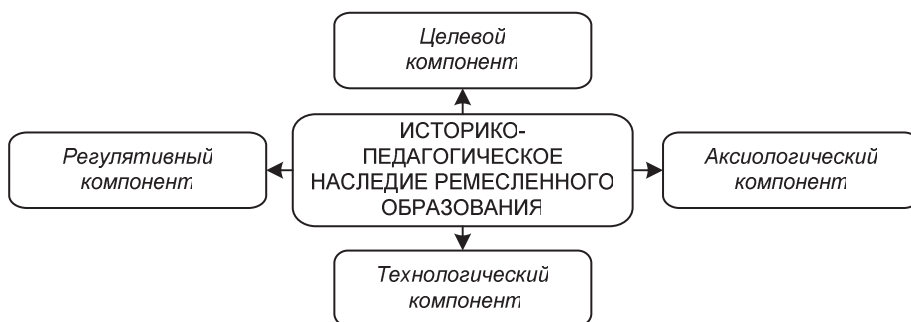 Целевой
компонент
ИСТОРИКО-
ПЕДАГОГИЧЕСКОЕ
НАСЛЕДИЕ РЕМЕСЛЕННОГО
ОБРАЗОВАНИЯ
Регулятивный
компонент
Аксиологический
компонент
Технологический
компонент